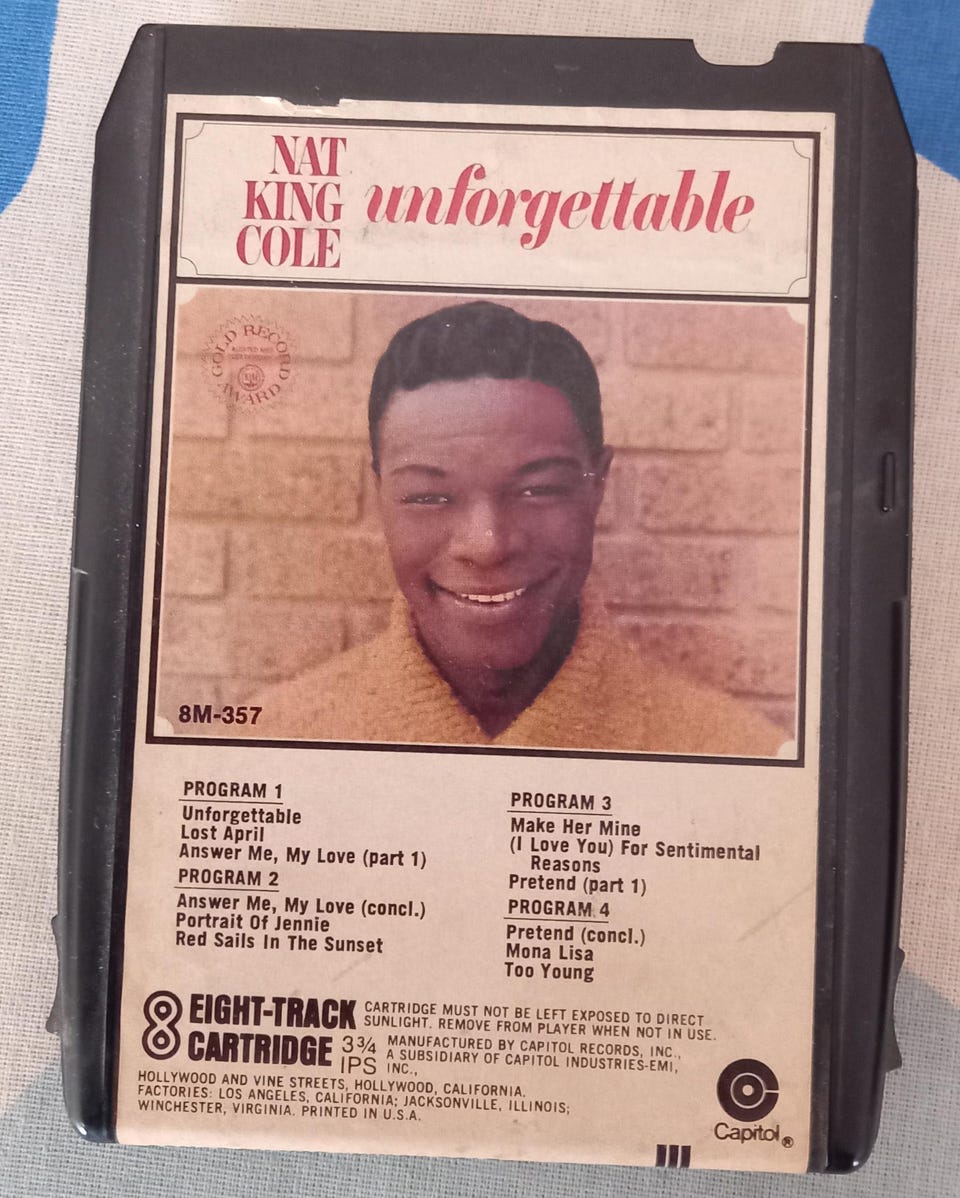 NAT
KING
COLE
unforgettable
GOLD RECORD
AWARD
8M-357
PROGRAM 1
Unforgettable
Lost April
Answer Me, My Love (part 1)
PROGRAM 2
Answer Me, My Love (concl.)
Portrait Of Jennie
Red Sails In The Sunset
PROGRAM 3
Make Her Mine
(I Love You) For Sentimental
Reasons
Pretend (part 1)
PROGRAM 4
Pretend (concl.)
Mona Lisa
Too Young
8 EIGHT-TRACK
CARTRIDGE
3¾
IPS
CARTRIDGE MUST NOT BE LEFT EXPOSED TO DIRECT
SUNLIGHT. REMOVE FROM PLAYER WHEN NOT IN USE.
MANUFACTURED BY CAPITOL RECORDS, INC.,
A SUBSIDIARY OF CAPITOL INDUSTRIES-EMI,
INC.,
HOLLYWOOD AND VINE STREETS, HOLLYWOOD, CALIFORNIA.
FACTORIES: LOS ANGELES, CALIFORNIA; JACKSONVILLE, ILLINOIS;
WINCHESTER, VIRGINIA. PRINTED IN U.S.A.
Capitol®